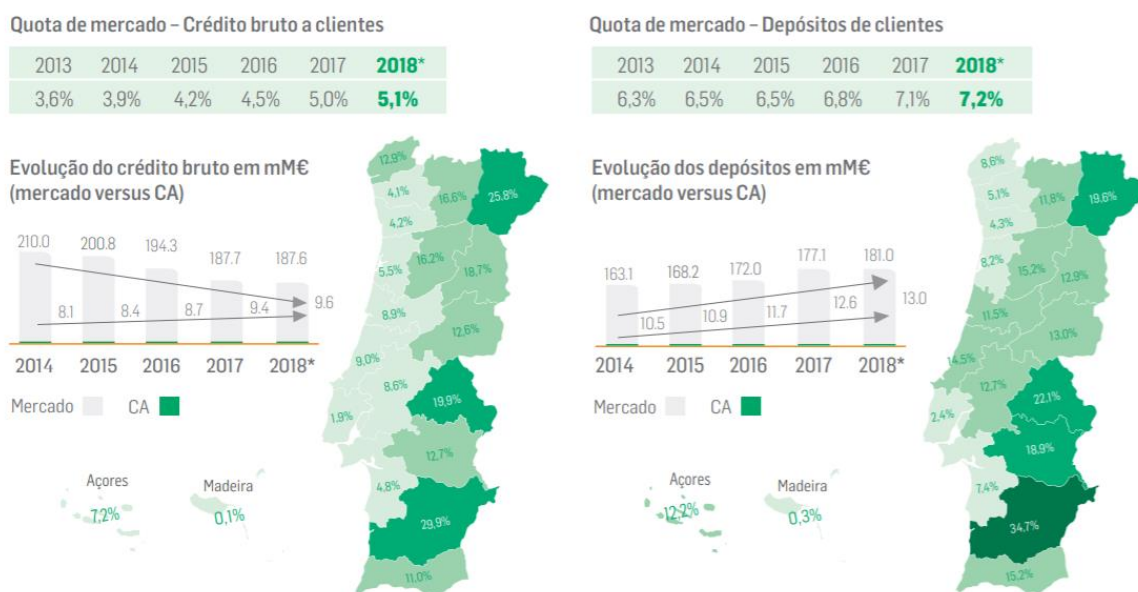 Quota de mercado – Crédito bruto a clientes
2013 2014 2015 2016 2017 2018*
3,6% 3,9% 4,2% 4,5% 5,0% 5,1%
Evolução do crédito bruto em mM€
(mercado versus CA)
210.0 200.8 194.3 187.7 187.6
8.1 8.4 8.7 9.4 9.6
2014 2015 2016 2017 2018*
Mercado CA
12,9%
4,1%
16,6%
25,8%
4,2%
5,5%
16,2%
18,7%
8,9%
12,6%
9,0%
8,6%
19,9%
1,9%
12,7%
4,8%
29,9%
11,0%
Açores
7,2%
Madeira
0,1%
Quota de mercado – Depósitos de clientes
2013 2014 2015 2016 2017 2018*
6,3% 6,5% 6,5% 6,8% 7,1% 7,2%
Evolução dos depósitos em mM€
(mercado versus CA)
163.1 168.2 172.0 177.1 181.0
10.5 10.9 11.7 12.6 13.0
2014 2015 2016 2017 2018*
Mercado CA
8,6%
5,1%
11,8%
19,6%
4,3%
8,2%
15,2%
12,9%
11,5%
13,0%
14,5%
12,7%
22,1%
2,4%
18,9%
7,4%
34,7%
15,2%
Açores
12,2%
Madeira
0,3%